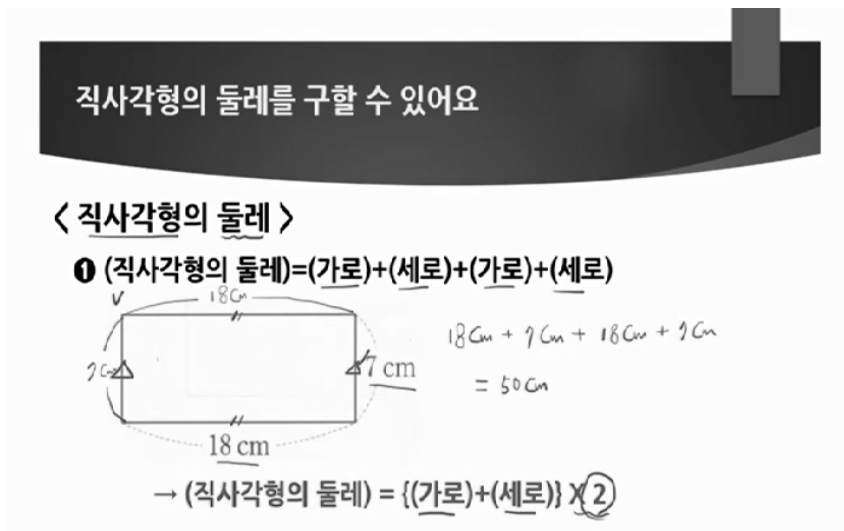 직사각형의 둘레를 구할 수 있어요
< 직사각형의 둘레 >
❶ (직사각형의 둘레)=(가로)+(세로)+(가로)+(세로)
18cm
18cm + 7cm + 18cm + 7cm
7cm
7 cm
= 50cm
18 cm
→ (직사각형의 둘레) = {(가로)+(세로)} X 2